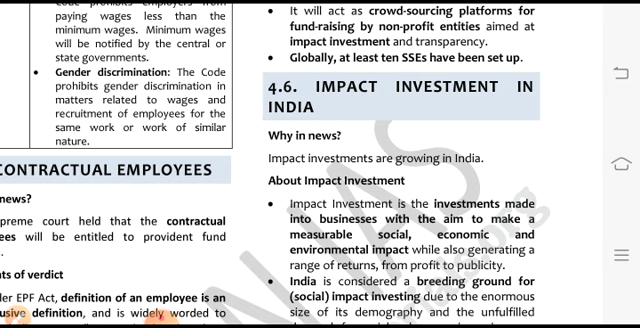 code prohibits employers from
paying wages less than the
minimum wages. Minimum wages
will be notified by the central or
state governments.
• Gender discrimination: The Code
prohibits gender discrimination in
matters related to wages and
recruitment of employees for the
same work or work of similar
nature.
CONTRACTUAL EMPLOYEES
news?
preme court held that the contractual
ees will be entitled to provident fund
ts of verdict
er EPF Act, definition of an employee is an
usive definition, and is widely worded to
• It will act as crowd-sourcing platforms for
fund-raising by non-profit entities aimed at
impact investment and transparency.
• Globally, at least ten SSEs have been set up.
4.6. IMPACT INVESTMENT IN
INDIA
Why in news?
Impact investments are growing in India.
About Impact Investment
• Impact Investment is the investments made
into businesses with the aim to make a
measurable social, economic and
environmental impact while also generating a
range of returns, from profit to publicity.
• India is considered a breeding ground for
(social) impact investing due to the enormous
size of its demography and the unfulfilled